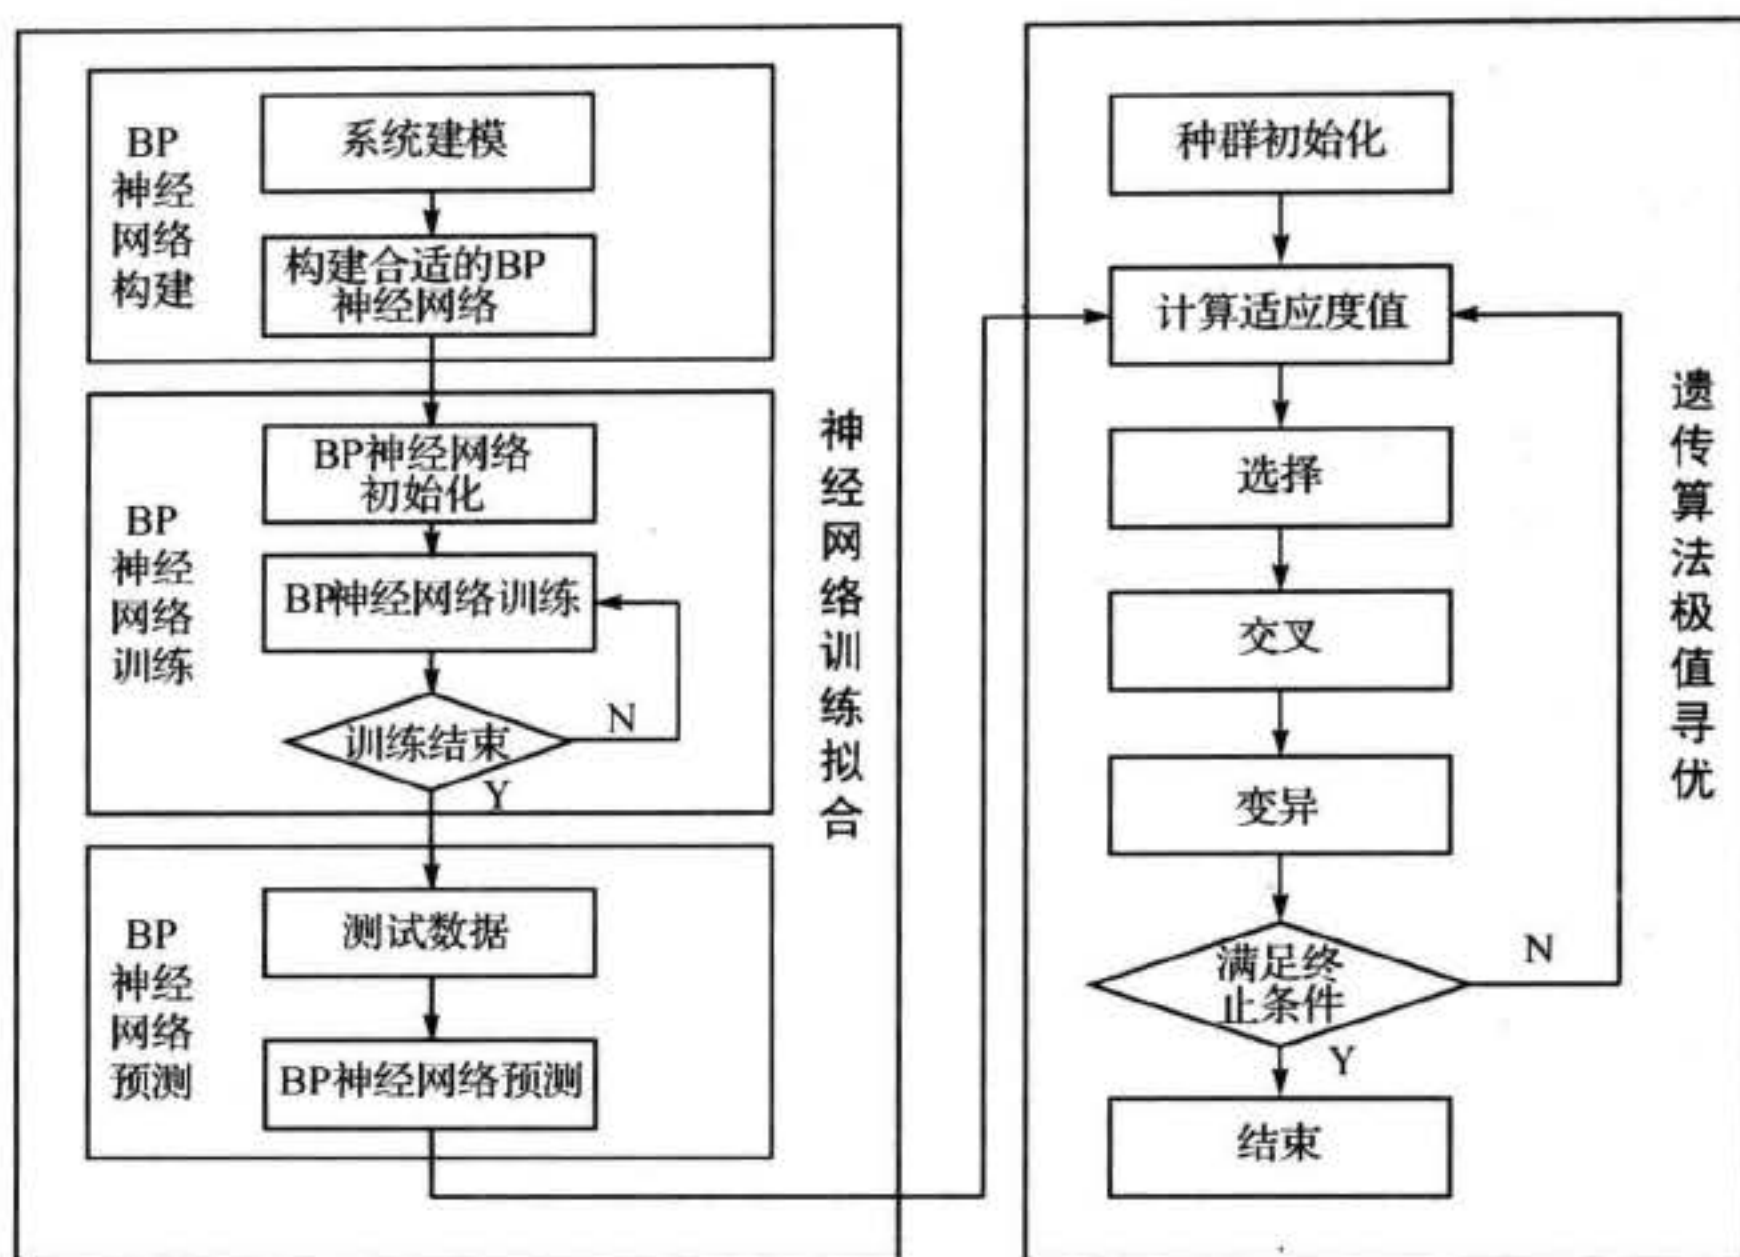 BP
神经
网络
构建
系统建模
构建合适的BP
神经网络
BP
神经
网络
训练
BP神经网络
初始化
BP神经网络训练
训练结束
N
Y
BP
神经
网络
预测
测试数据
BP神经网络预测
神经网络训练拟合
种群初始化
计算适应度值
选择
交叉
变异
满足终
止条件
N
Y
结束
遗传算法极值寻优